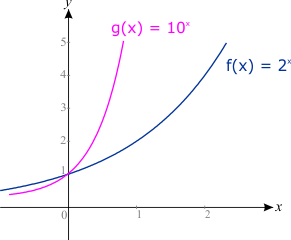 y
g(x) = 10ˣ
5
f(x) = 2ˣ
4
3
2
1
0
1
2
x